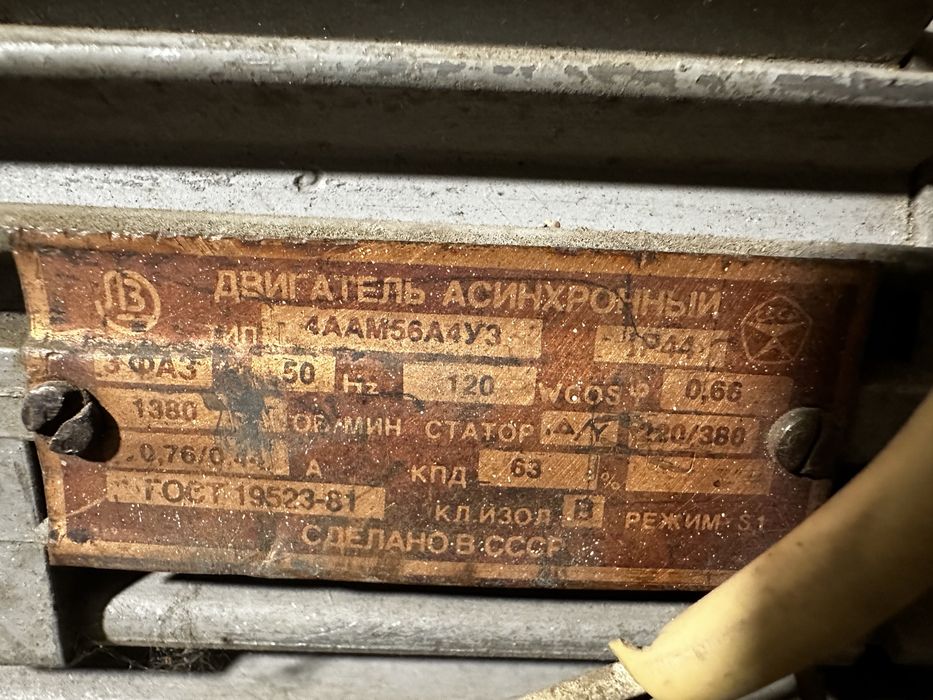 ДВИГАТЕЛЬ АСИНХРОННЫЙ
ТИП 4ААМ56А4У3 IP44
3 ФАЗ 50 Hz 120 W COS φ 0,66
1380 ОБ/МИН СТАТОР Δ/Y 220/380
0,76/0,44 А КПД 63 %
ГОСТ 19523-81 КЛ.ИЗОЛ В РЕЖИМ S1
СДЕЛАНО В СССР